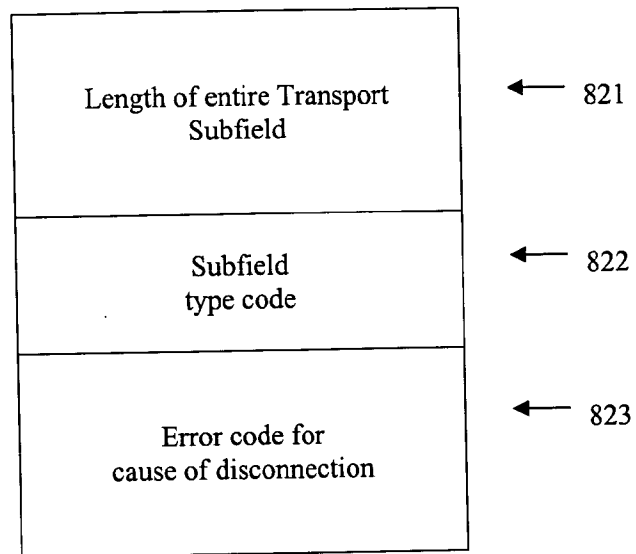 Length of entire Transport
Subfield
821
Subfield
type code
822
Error code for
cause of disconnection
823